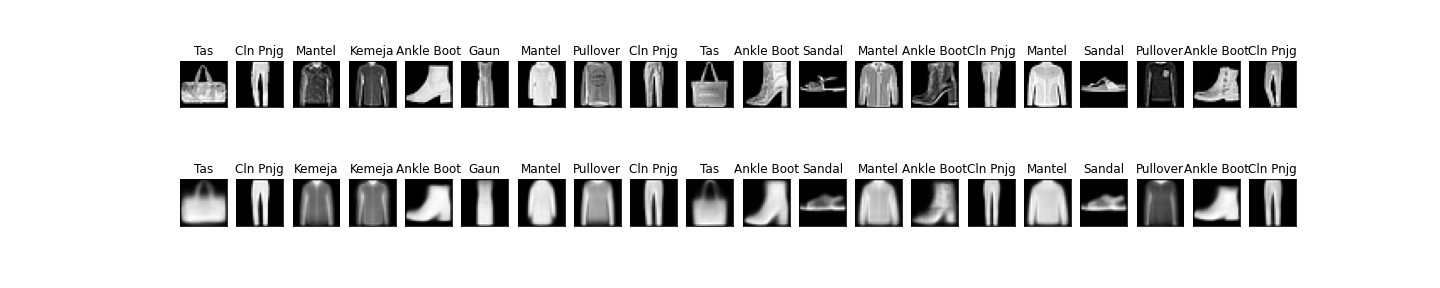 Tas Cln Pnjg Mantel Kemeja Ankle Boot Gaun Mantel Pullover Cln Pnjg Tas Ankle Boot Sandal Mantel Ankle Boot Cln Pnjg Mantel Sandal Pullover Ankle Boot Cln Pnjg
Tas Cln Pnjg Kemeja Kemeja Ankle Boot Gaun Mantel Pullover Cln Pnjg Tas Ankle Boot Sandal Mantel Ankle Boot Cln Pnjg Mantel Sandal Pullover Ankle Boot Cln Pnjg